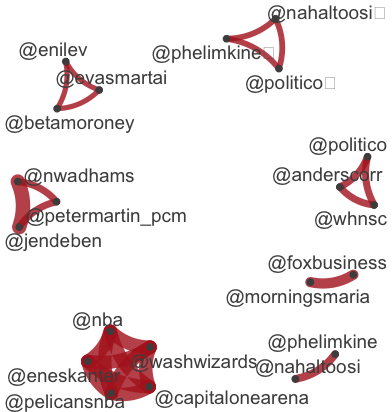 @nahaltoosi
@enilev
@phelimkine
@evasmartai
@politico
@betamoroney
@politico
@anderscorr
@nwadhams
@petermartin_pcm
@whnsc
@jendeben
@foxbusiness
@morningsmaria
@nba
@phelimkine
@washwizards
@nahaltoosi
@eneskanter
@capitalonearena
@pelicansnba